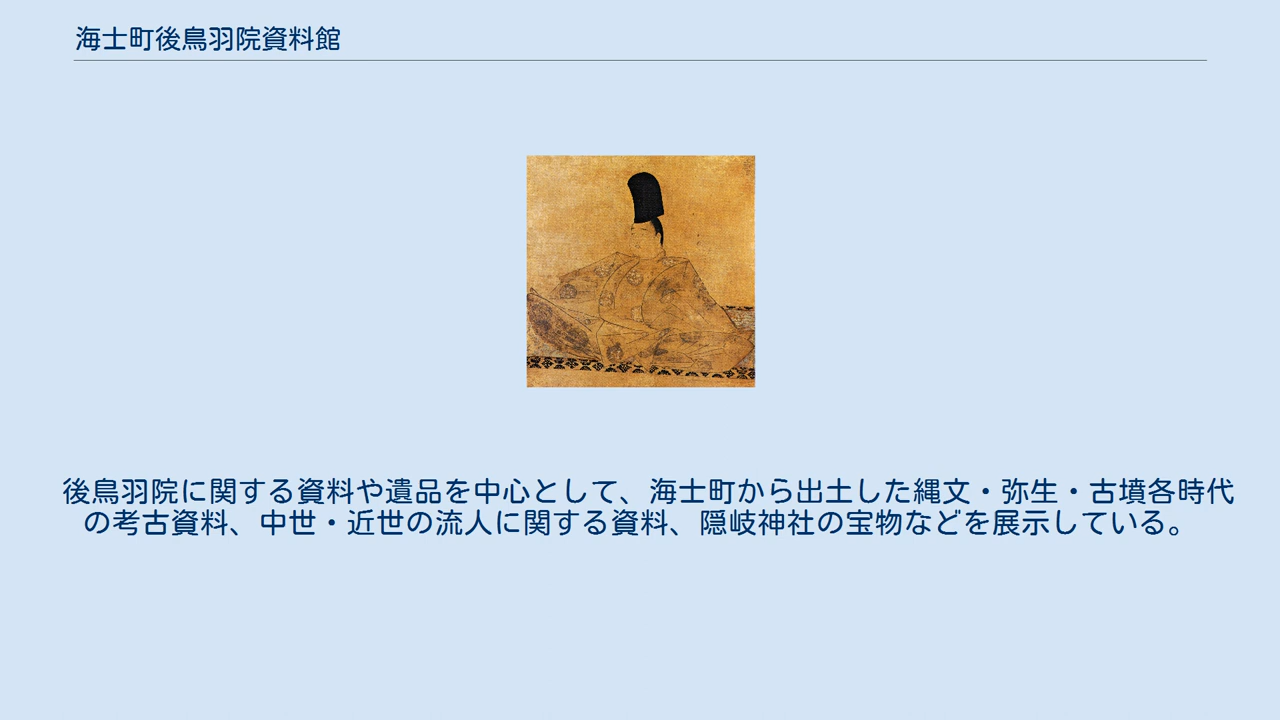 海士町後鳥羽院資料館
後鳥羽院に関する資料や遺品を中心として、海士町から出土した縄文・弥生・古墳各時代
の考古資料、中世・近世の流人に関する資料、隠岐神社の宝物などを展示している。